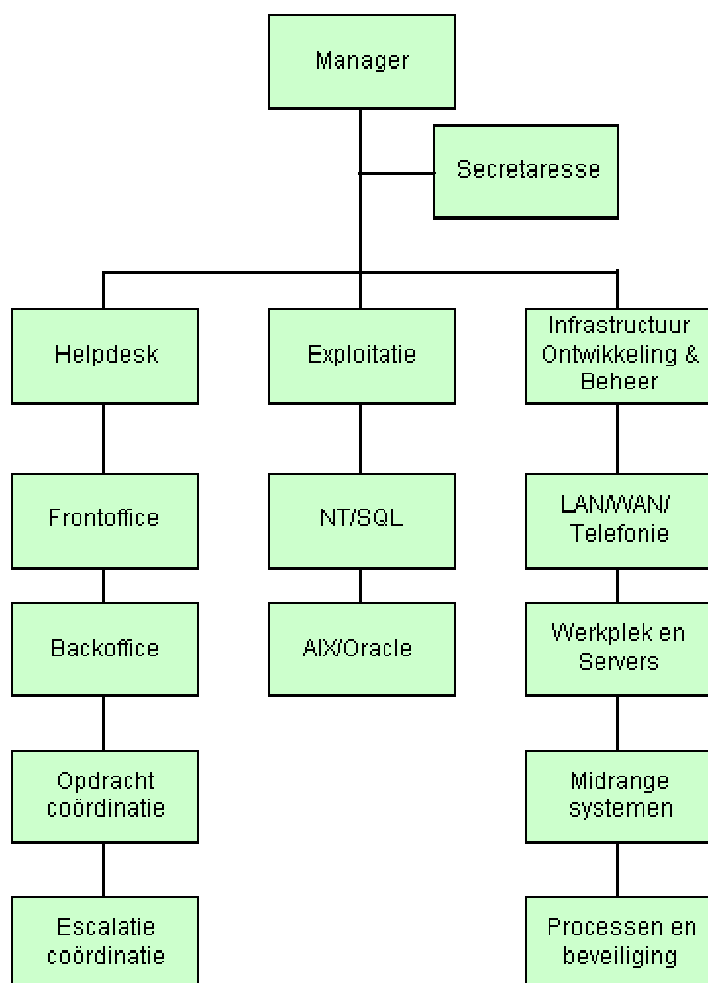 Manager
Secretaresse
Helpdesk
Exploitatie
Infrastructuur
Ontwikkeling &
Beheer
Frontoffice
NT/SQL
LAN/WAN/
Telefonie
Backoffice
AIX/Oracle
Werkplek en
Servers
Opdracht
coördinatie
Midrange
systemen
Escalatie
coördinatie
Processen en
beveiliging